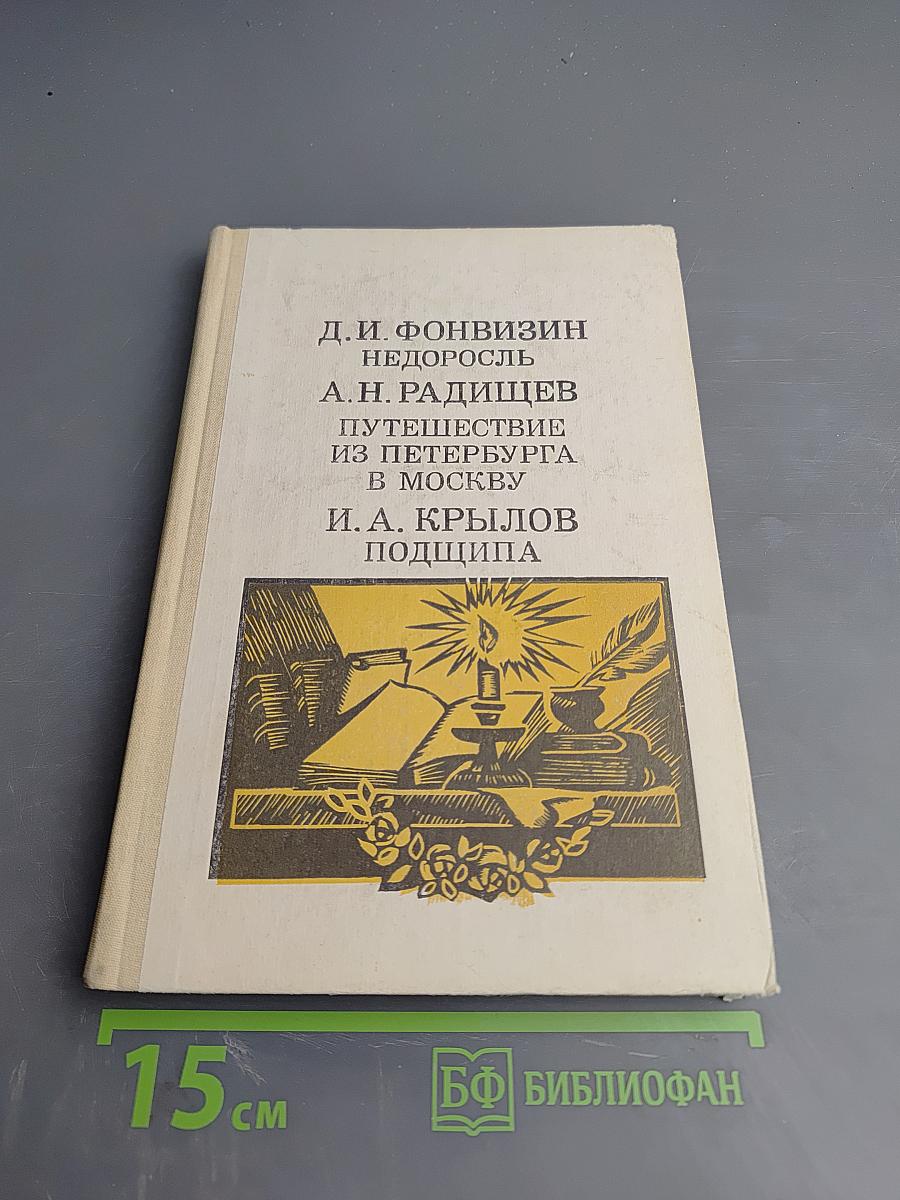 Д. И. ФОНВИЗИН
НЕДОРОСЛЬ
А. Н. РАДИЩЕВ
ПУТЕШЕСТВИЕ
ИЗ ПЕТЕРБУРГА
В МОСКВУ
И. А. КРЫЛОВ
ПОДЩИПА
15 см
БФ БИБЛИОФАН